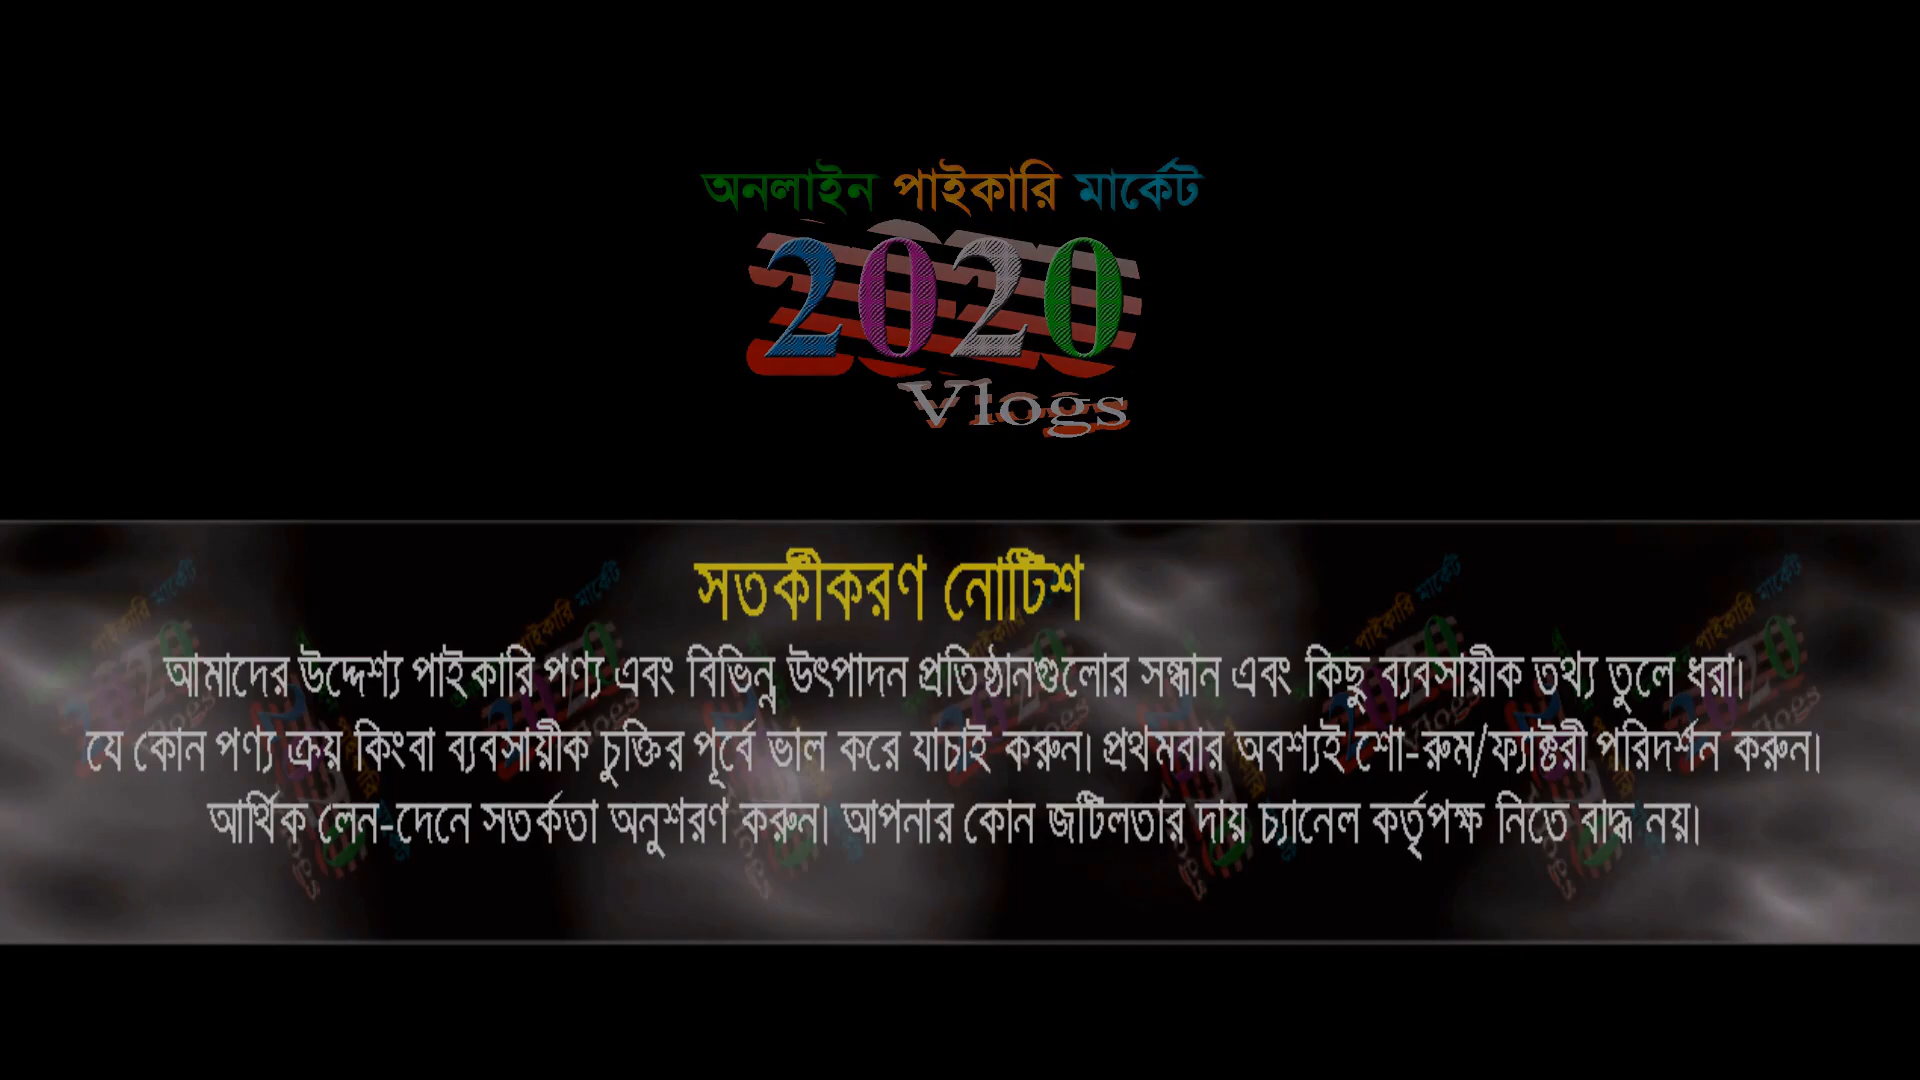 অনলাইন পাইকারি মার্কেট
2020
Vlogs
সতর্কীকরণ নোটিশ
আমাদের উদ্দেশ্য পাইকারি পণ্য এবং বিভিন্ন উৎপাদন প্রতিষ্ঠানগুলোর সন্ধান এবং কিছু ব্যবসায়ীক তথ্য তুলে ধরা।
যে কোন পণ্য ক্রয় কিংবা ব্যবসায়ীক চুক্তির পূর্বে ভাল করে যাচাই করুন। প্রথমবার অবশ্যই শো-রুম/ফ্যাক্টরী পরিদর্শন করুন।
আর্থিক লেন-দেনে সতর্কতা অনুশরণ করুন। আপনার কোন জটিলতার দায় চ্যানেল কর্তৃপক্ষ নিতে বাদ্ধ নয়।